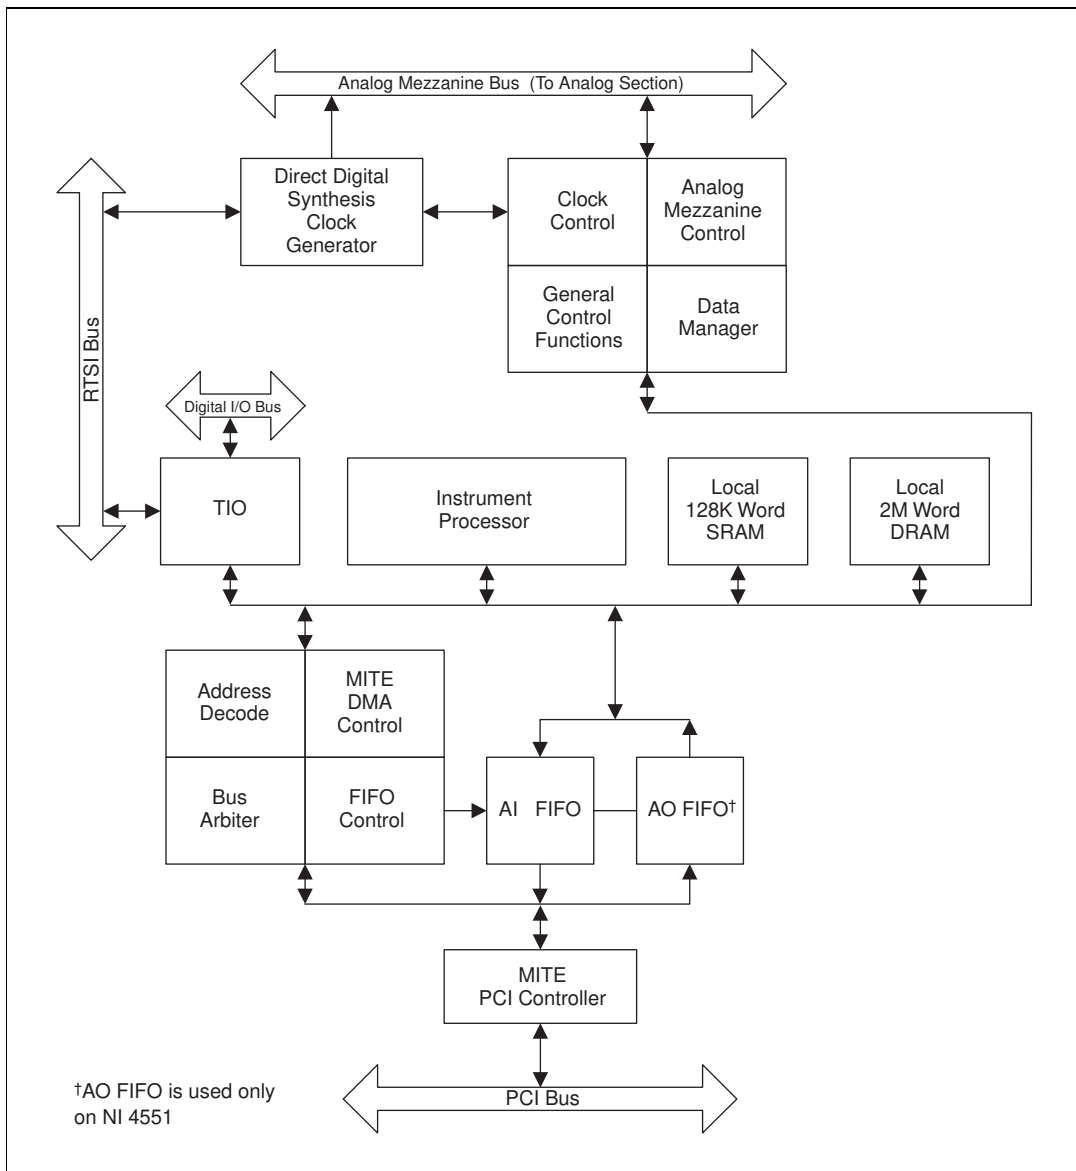 Analog Mezzanine Bus (To Analog Section)
Direct Digital
Synthesis
Clock
Generator
Clock
Control
Analog
Mezzanine
Control
General
Control
Functions
Data
Manager
RTSI Bus
Digital I/O Bus
TIO
Instrument
Processor
Local
128K Word
SRAM
Local
2M Word
DRAM
Address
Decode
MITE
DMA
Control
Bus
Arbiter
FIFO
Control
AI FIFO
AO FIFO†
MITE
PCI Controller
PCI Bus
†AO FIFO is used only
on NI 4551